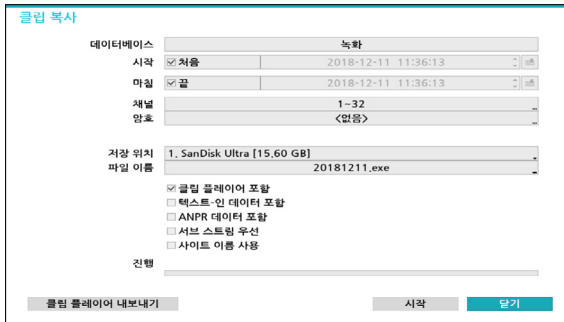 클립 복사
데이터베이스 녹화
시작 처음 2018-12-11 11:36:13
마침 끝 2018-12-11 11:36:13
채널 1~32 ...
암호 <없음> ...
저장 위치 1. SanDisk Ultra [15.60 GB]
파일 이름 20181211.exe
클립 플레이어 포함
텍스트-인 데이터 포함
ANPR 데이터 포함
서브 스트림 우선
사이트 이름 사용
진행
클립 플레이어 내보내기 시작 닫기